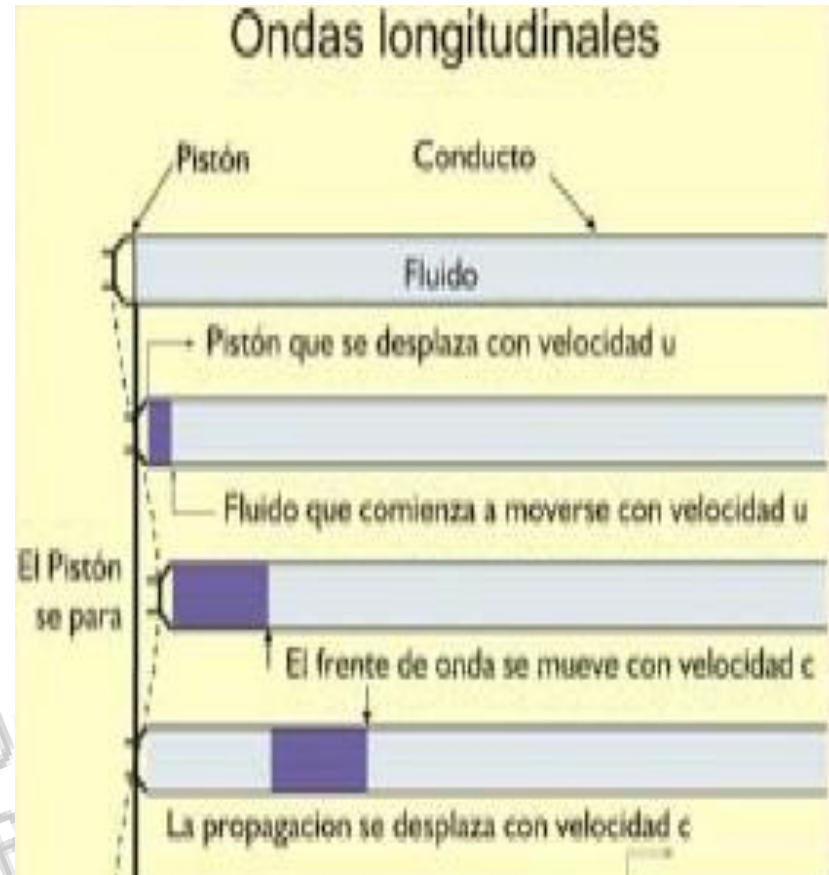 Ondas longitudinales
Pistón
Conducto
Fluido
Pistón que se desplaza con velocidad u
Fluido que comienza a moverse con velocidad u
El Pistón
se para
El frente de onda se mueve con velocidad c
La propagacion se desplaza con velocidad c